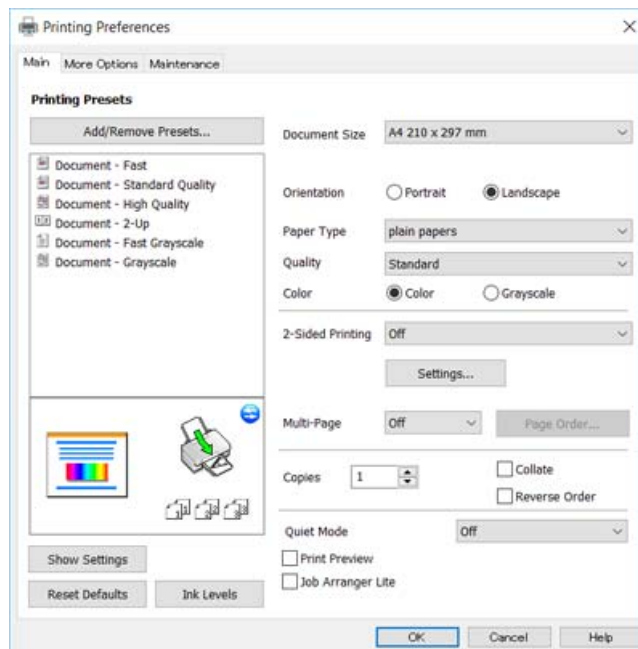 Printing Preferences
Main More Options Maintenance
Printing Presets
Add/Remove Presets...
Document - Fast
Document - Standard Quality
Document - High Quality
Document - 2-Up
Document - Fast Grayscale
Document - Grayscale
Show Settings
Reset Defaults Ink Levels
Document Size A4 210 x 297 mm
Orientation Portrait Landscape
Paper Type plain papers
Quality Standard
Color Color Grayscale
2-Sided Printing Off
Settings...
Multi-Page Off Page Order...
Copies 1 Collate
Reverse Order
Quiet Mode Off
Print Preview
Job Arranger Lite
OK Cancel Help